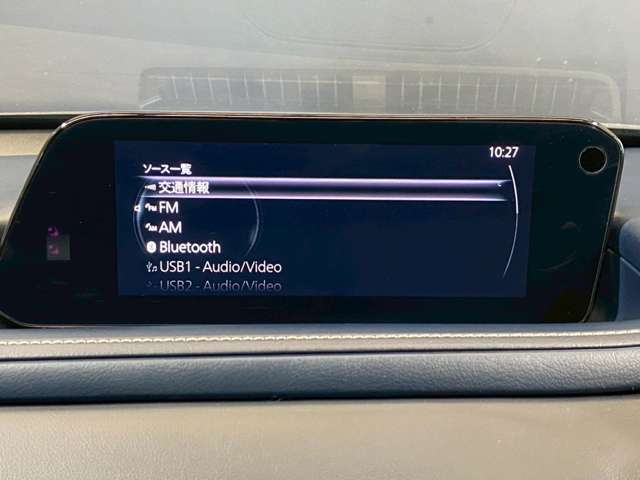 10:27
ソース一覧
交通情報
FM
AM
Bluetooth
USB1 - Audio/Video
USB2 - Audio/Video